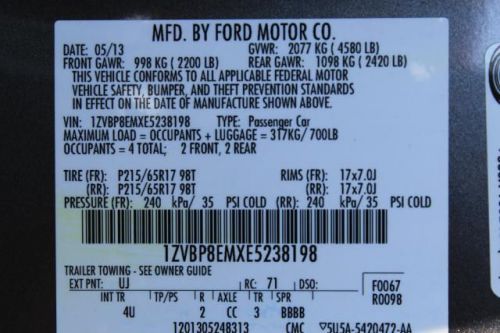 MFD. BY FORD MOTOR CO.
DATE: 05/13 GVWR: 2077 KG (4580 LB)
FRONT GAWR: 998 KG (2200 LB) REAR GAWR: 1098 KG (2420 LB)
THIS VEHICLE CONFORMS TO ALL APPLICABLE FEDERAL MOTOR
VEHICLE SAFETY, BUMPER, AND THEFT PREVENTION STANDARDS
IN EFFECT ON THE DATE OF MANUFACTURE SHOWN ABOVE.
VIN: 1ZVBP8EMXE5238198 TYPE: Passenger Car
MAXIMUM LOAD = OCCUPANTS + LUGGAGE = 317KG/ 700LB
OCCUPANTS = 4 TOTAL; 2 FRONT, 2 REAR
TIRE (FR): P215/65R17 98T RIMS (FR): 17x7.0J
(RR): P215/65R17 98T (RR): 17x7.0J
PRESSURE (FR): 240 kPa/ 35 PSI COLD (RR): 240 kPa/ 35 PSI COLD
1ZVBP8EMXE5238198
TRAILER TOWING - SEE OWNER GUIDE
EXT PNT: UJ RC: 71 DSO: F0067
INT TR TP/PS R AXLE TR SPR R0098
4U 2 CC 3 BBBB
1201305248313 CMC 5U5A-5420472-AA